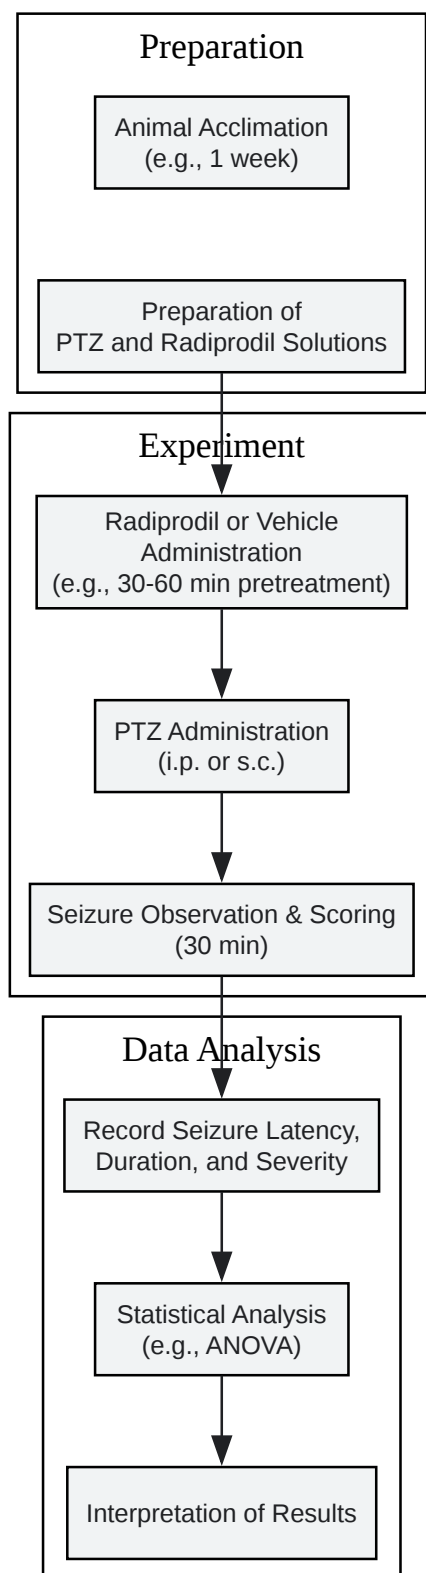 Preparation
Animal Acclimation
(e.g., 1 week)
Preparation of
PTZ and Radiprodil Solutions
Experiment
Radiprodil or Vehicle
Administration
(e.g., 30-60 min pretreatment)
PTZ Administration
(i.p. or s.c.)
Seizure Observation & Scoring
(30 min)
Data Analysis
Record Seizure Latency,
Duration, and Severity
Statistical Analysis
(e.g., ANOVA)
Interpretation of Results